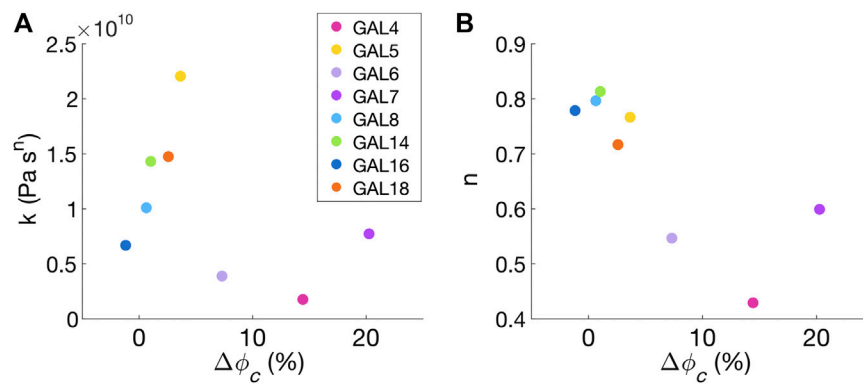 A
×10^10
2.5
2
1.5
1
0.5
0
k (Pa s^n)
0
10
20
Δϕ_c (%)
GAL4
GAL5
GAL6
GAL7
GAL8
GAL14
GAL16
GAL18
B
0.9
0.8
0.7
0.6
0.5
0.4
n
0
10
20
Δϕ_c (%)